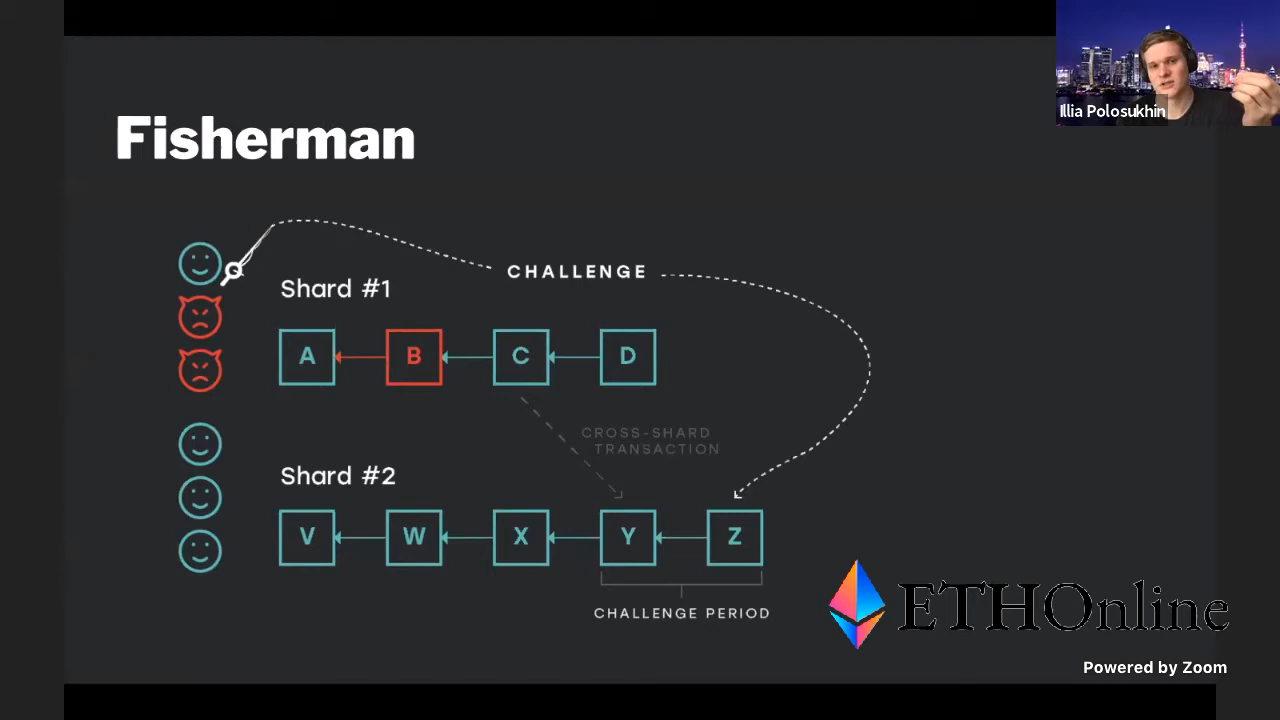 Illia Polosukhin
Fisherman
CHALLENGE
Shard #1
A
B
C
D
CROSS-SHARD
TRANSACTION
Shard #2
V
W
X
Y
Z
CHALLENGE PERIOD
ETHOnline
Powered by Zoom